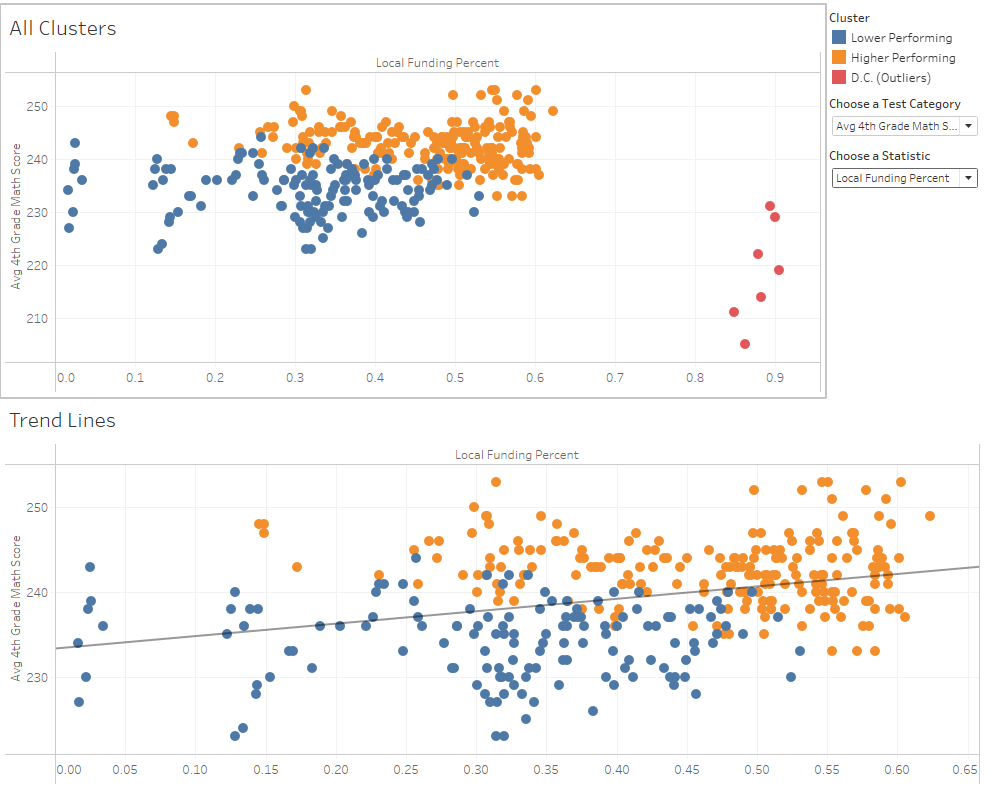 All Clusters
Local Funding Percent
Avg 4th Grade Math Score
250
240
230
220
210
0.0 0.1 0.2 0.3 0.4 0.5 0.6 0.7 0.8 0.9
Cluster
Lower Performing
Higher Performing
D.C. (Outliers)
Choose a Test Category
Avg 4th Grade Math S...
Choose a Statistic
Local Funding Percent
Trend Lines
Local Funding Percent
Avg 4th Grade Math Score
250
240
230
0.00 0.05 0.10 0.15 0.20 0.25 0.30 0.35 0.40 0.45 0.50 0.55 0.60 0.65